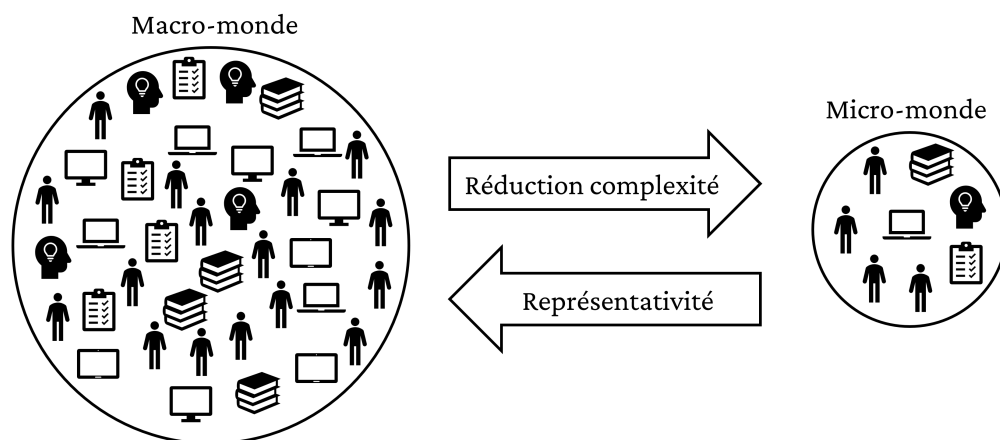 Macro-monde
Micro-monde
Réduction complexité
Représentativité